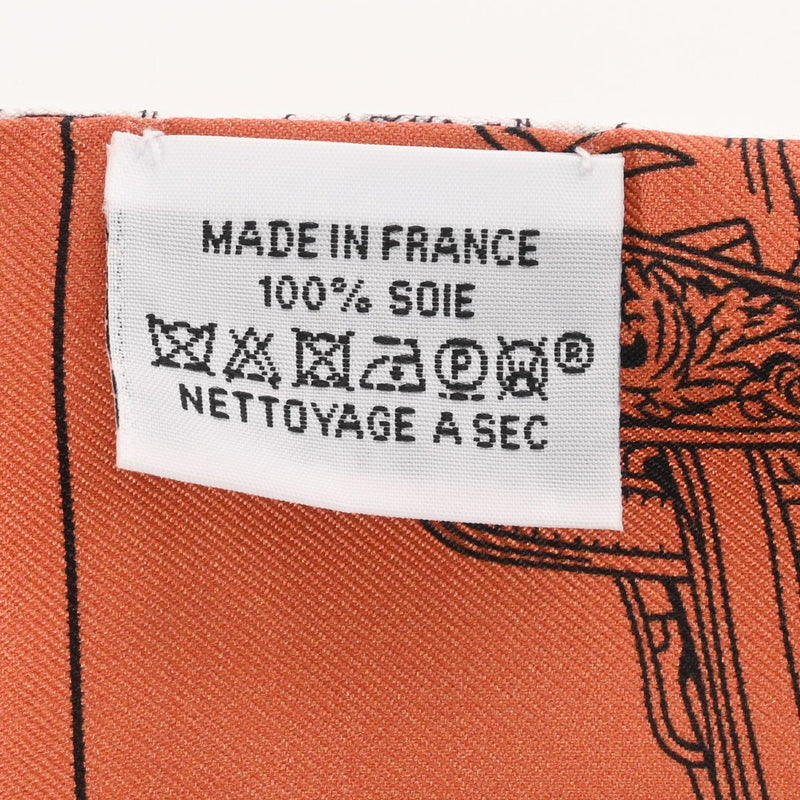 MADE IN FRANCE
100% SOIE
P ®
NETTOYAGE A SEC